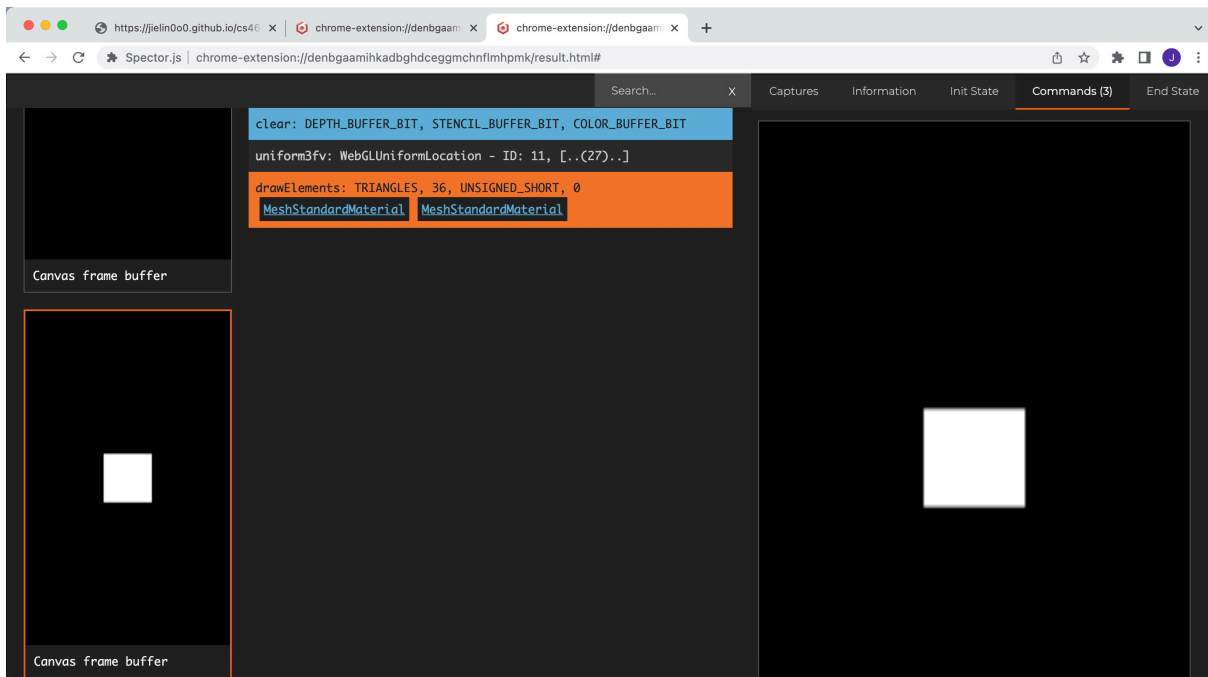 https://jielin0o0.github.io/cs46 x
chrome-extension://denbgaam x
chrome-extension://denbgaam x +
Spector.js | chrome-extension://denbgaamihkadbghdceggmchnflmhpmk/result.html#
J
Search... X
Captures Information Init State Commands (3) End State
Canvas frame buffer
Canvas frame buffer
clear: DEPTH_BUFFER_BIT, STENCIL_BUFFER_BIT, COLOR_BUFFER_BIT
uniform3fv: WebGLUniformLocation - ID: 11, [..(27)..]
drawElements: TRIANGLES, 36, UNSIGNED_SHORT, 0
MeshStandardMaterial MeshStandardMaterial